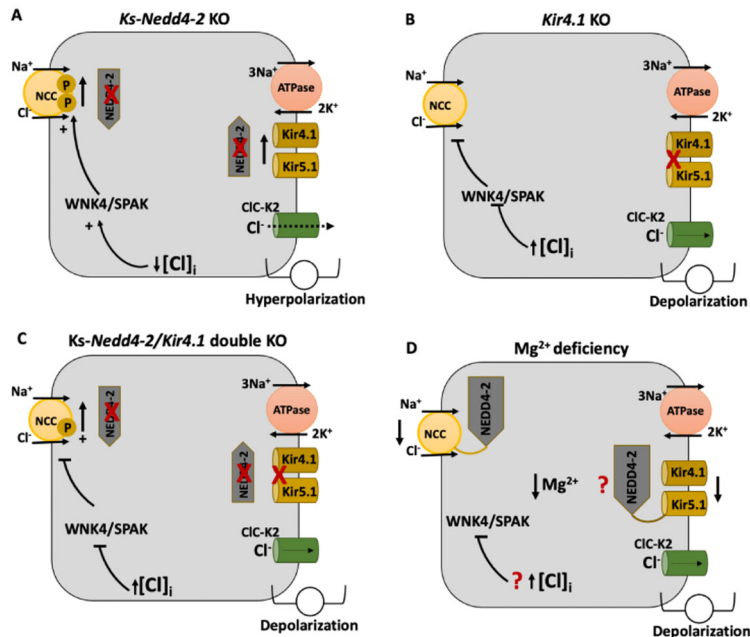 A
Ks-Nedd4-2 KO
Na⁺
NCC
P
P
Cl⁻
+
NEDD4-2
X
WNK4/SPAK
+
↓[Cl]ᵢ
3Na⁺
ATPase
2K⁺
NEDD4-2
X
Kir4.1
Kir5.1
ClC-K2
Cl⁻
Hyperpolarization
B
Kir4.1 KO
Na⁺
NCC
Cl⁻
WNK4/SPAK
↑[Cl]ᵢ
3Na⁺
ATPase
2K⁺
Kir4.1
X
Kir5.1
ClC-K2
Cl⁻
Depolarization
C
Ks-Nedd4-2/Kir4.1 double KO
Na⁺
NCC
P
Cl⁻
+
NEDD4-2
X
WNK4/SPAK
↑[Cl]ᵢ
3Na⁺
ATPase
2K⁺
NEDD4-2
X
Kir4.1
X
Kir5.1
ClC-K2
Cl⁻
Depolarization
D
Mg²⁺ deficiency
Na⁺
NCC
Cl⁻
NEDD4-2
↓Mg²⁺
WNK4/SPAK
? ↑[Cl]ᵢ
3Na⁺
ATPase
2K⁺
?
NEDD4-2
Kir4.1
Kir5.1
ClC-K2
Cl⁻
Depolarization